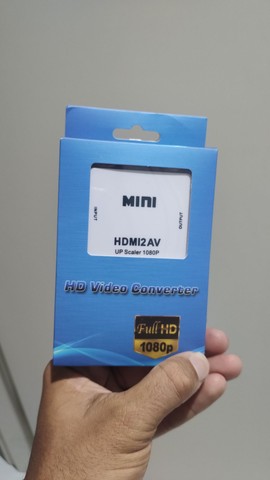 MINI
INPUT
OUTPUT
HDMI2AV
UP Scaler 1080P
HD Video Converter
Full HD
1080p